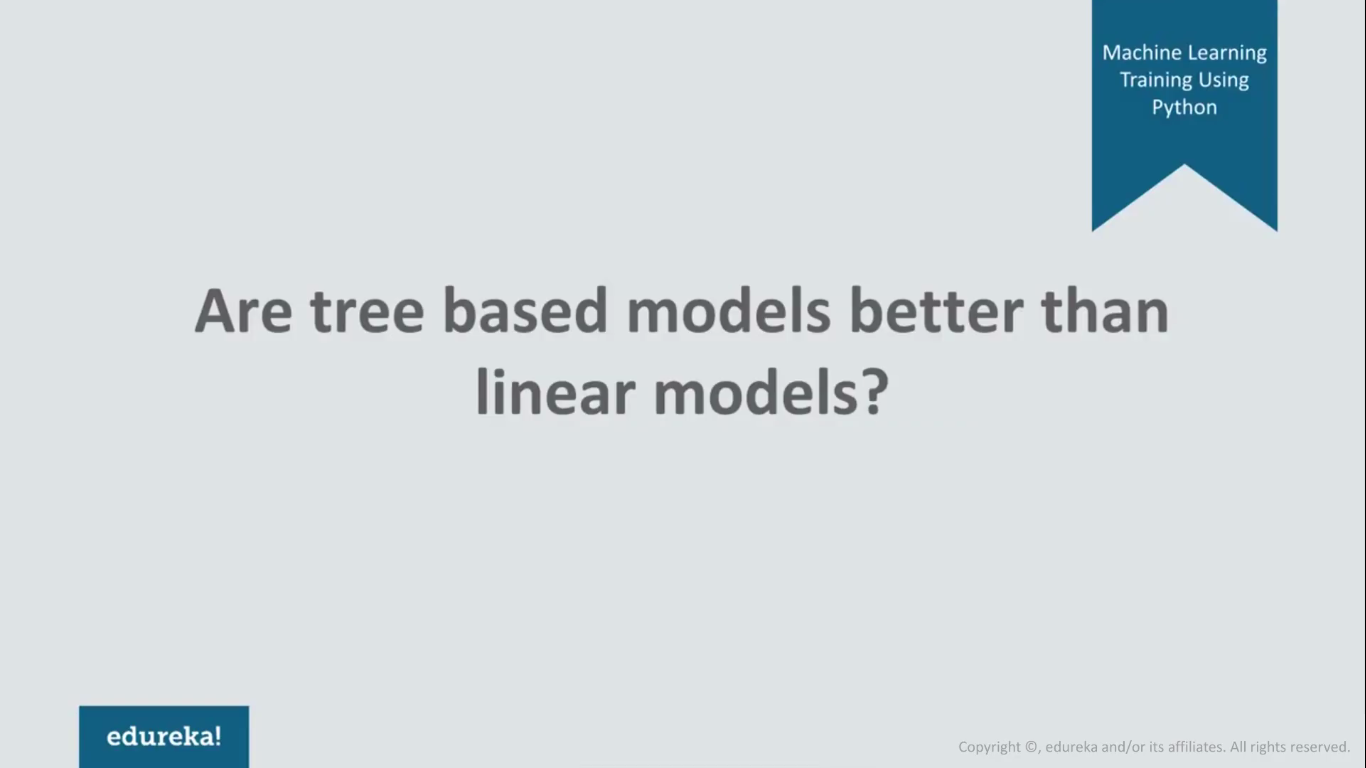 Machine Learning
Training Using
Python
Are tree based models better than
linear models?
edureka!
Copyright ©, edureka and/or its affiliates. All rights reserved.